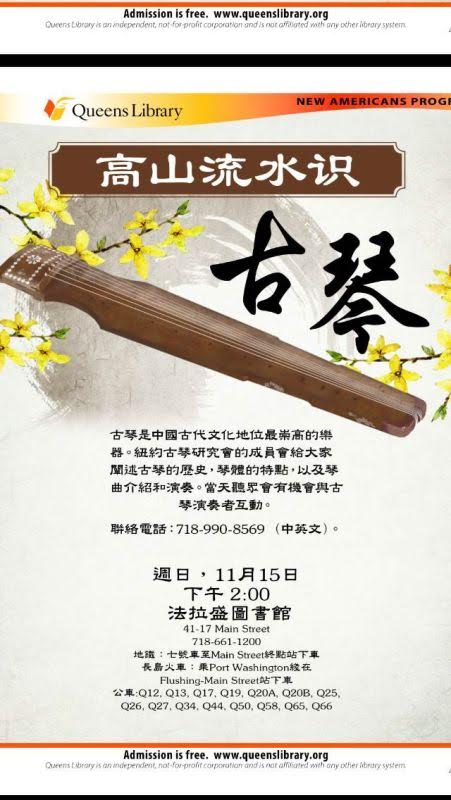 Admission is free. www.queenslibrary.org
Queens Library is an independent, not-for-profit corporation and is not affiliated with any other library system.
Queens Library
NEW AMERICANS PROGR
高山流水识
古琴
古琴是中國古代文化地位最崇高的樂
器。紐約古琴研究會的成員會給大家
闡述古琴的歷史，琴體的特點，以及琴
曲介紹和演奏。當天聽眾會有機會與古
琴演奏者互動。
聯絡電話：718-990-8569 （中英文）。
週日，11月15日
下午 2:00
法拉盛圖書館
41-17 Main Street
718-661-1200
地鐵：七號車至Main Street終點站下車
長島火車：乘Port Washington綫在
Flushing-Main Street站下車
公車:Q12, Q13, Q17, Q19, Q20A, Q20B, Q25,
Q26, Q27, Q34, Q44, Q50, Q58, Q65, Q66
Admission is free. www.queenslibrary.org
Queens Library is an independent, not-for-profit corporation and is not affiliated with any other library system.